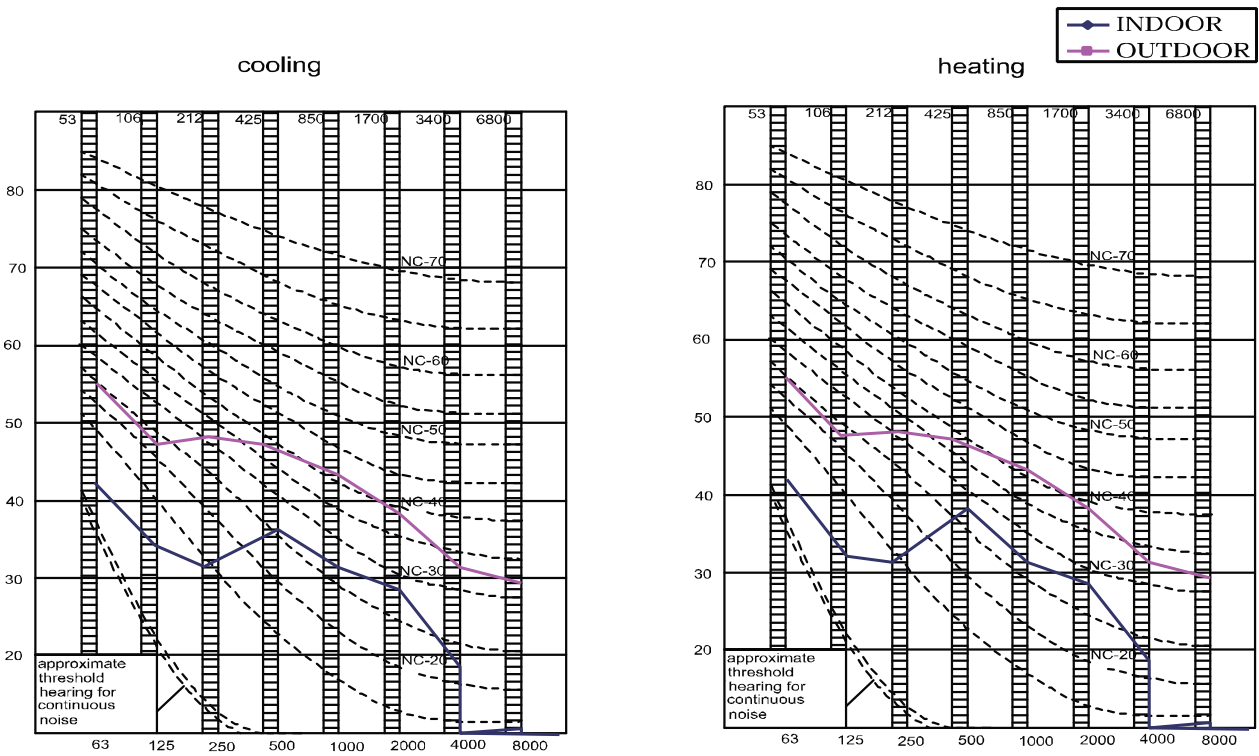 INDOOR
OUTDOOR
cooling
53 106 212 425 850 1700 3400 6800
80
70
60
50
40
30
20
NC-70
NC-60
NC-50
NC-40
NC-30
NC-20
approximate
threshold
hearing for
continuous
noise
63 125 250 500 1000 2000 4000 8000
heating
53 106 212 425 850 1700 3400 6800
80
70
60
50
40
30
20
NC-70
NC-60
NC-50
NC-40
NC-30
NC-20
approximate
threshold
hearing for
continuous
noise
63 125 250 500 1000 2000 4000 8000